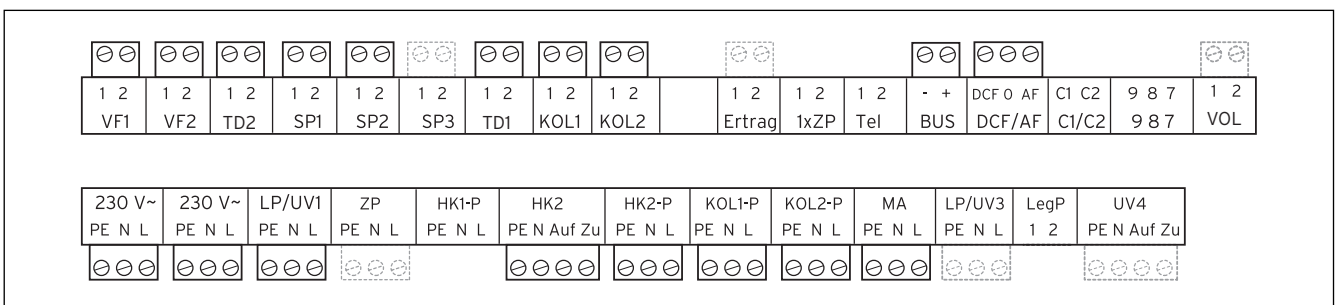 1 2 1 2 1 2 1 2 1 2 1 2 1 2 1 2 1 2 1 2 1 2 1 2 - + DCF O AF C1 C2 9 8 7 1 2
VF1 VF2 TD2 SP1 SP2 SP3 TD1 KOL1 KOL2 Ertrag 1xZP Tel BUS DCF/AF C1/C2 9 8 7 VOL
230 V~ 230 V~ LP/UV1 ZP HK1-P HK2 HK2-P KOL1-P KOL2-P MA LP/UV3 LegP UV4
PE N L PE N L PE N L PE N L PE N L PE N Auf Zu PE N L PE N L PE N L PE N L PE N L 1 2 PE N Auf Zu